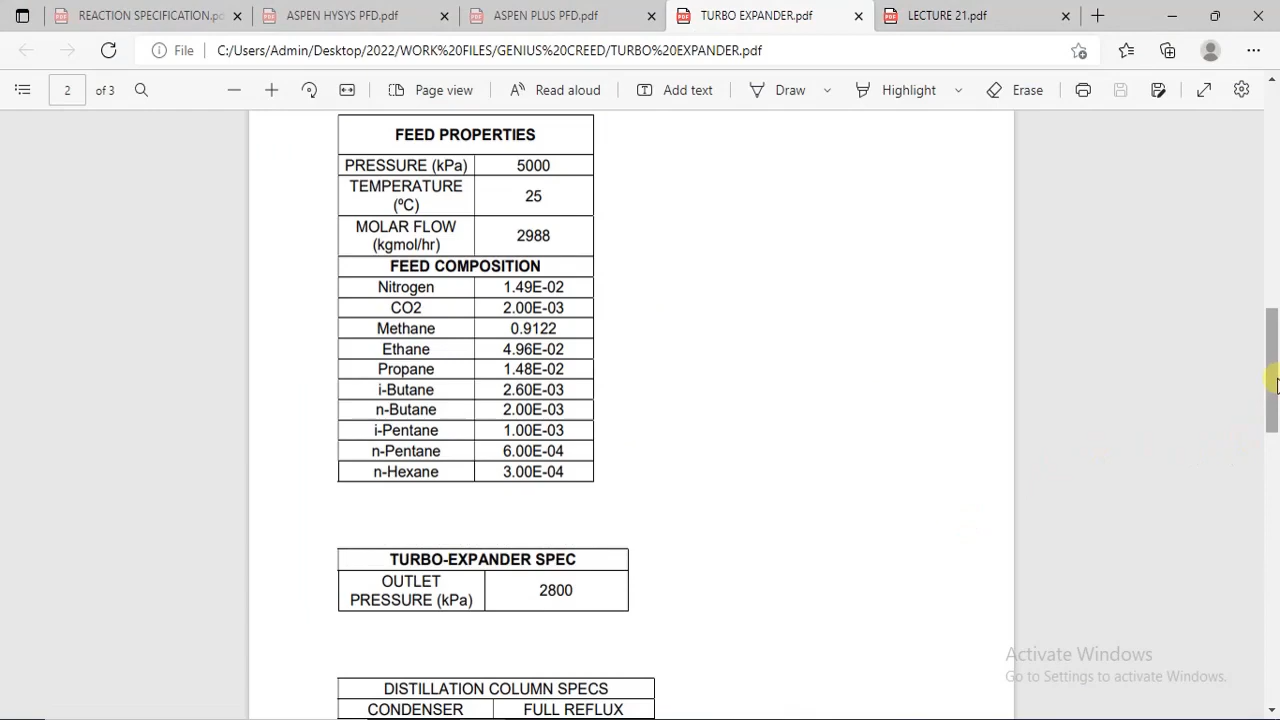 REACTION SPECIFICATION.pdf
ASPEN HYSYS PFD.pdf
ASPEN PLUS PFD.pdf
TURBO EXPANDER.pdf
LECTURE 21.pdf
File C:/Users/Admin/Desktop/2022/WORK%20FILES/GENIUS%20CREED/TURBO%20EXPANDER.pdf
2 of 3 Page view Read aloud Add text Draw Highlight Erase
FEED PROPERTIES
PRESSURE (kPa) 5000
TEMPERATURE
(ºC) 25
MOLAR FLOW
(kgmol/hr) 2988
FEED COMPOSITION
Nitrogen 1.49E-02
CO2 2.00E-03
Methane 0.9122
Ethane 4.96E-02
Propane 1.48E-02
i-Butane 2.60E-03
n-Butane 2.00E-03
i-Pentane 1.00E-03
n-Pentane 6.00E-04
n-Hexane 3.00E-04
TURBO-EXPANDER SPEC
OUTLET
PRESSURE (kPa) 2800
DISTILLATION COLUMN SPECS
CONDENSER FULL REFLUX
Activate Windows
Go to Settings to activate Windows.